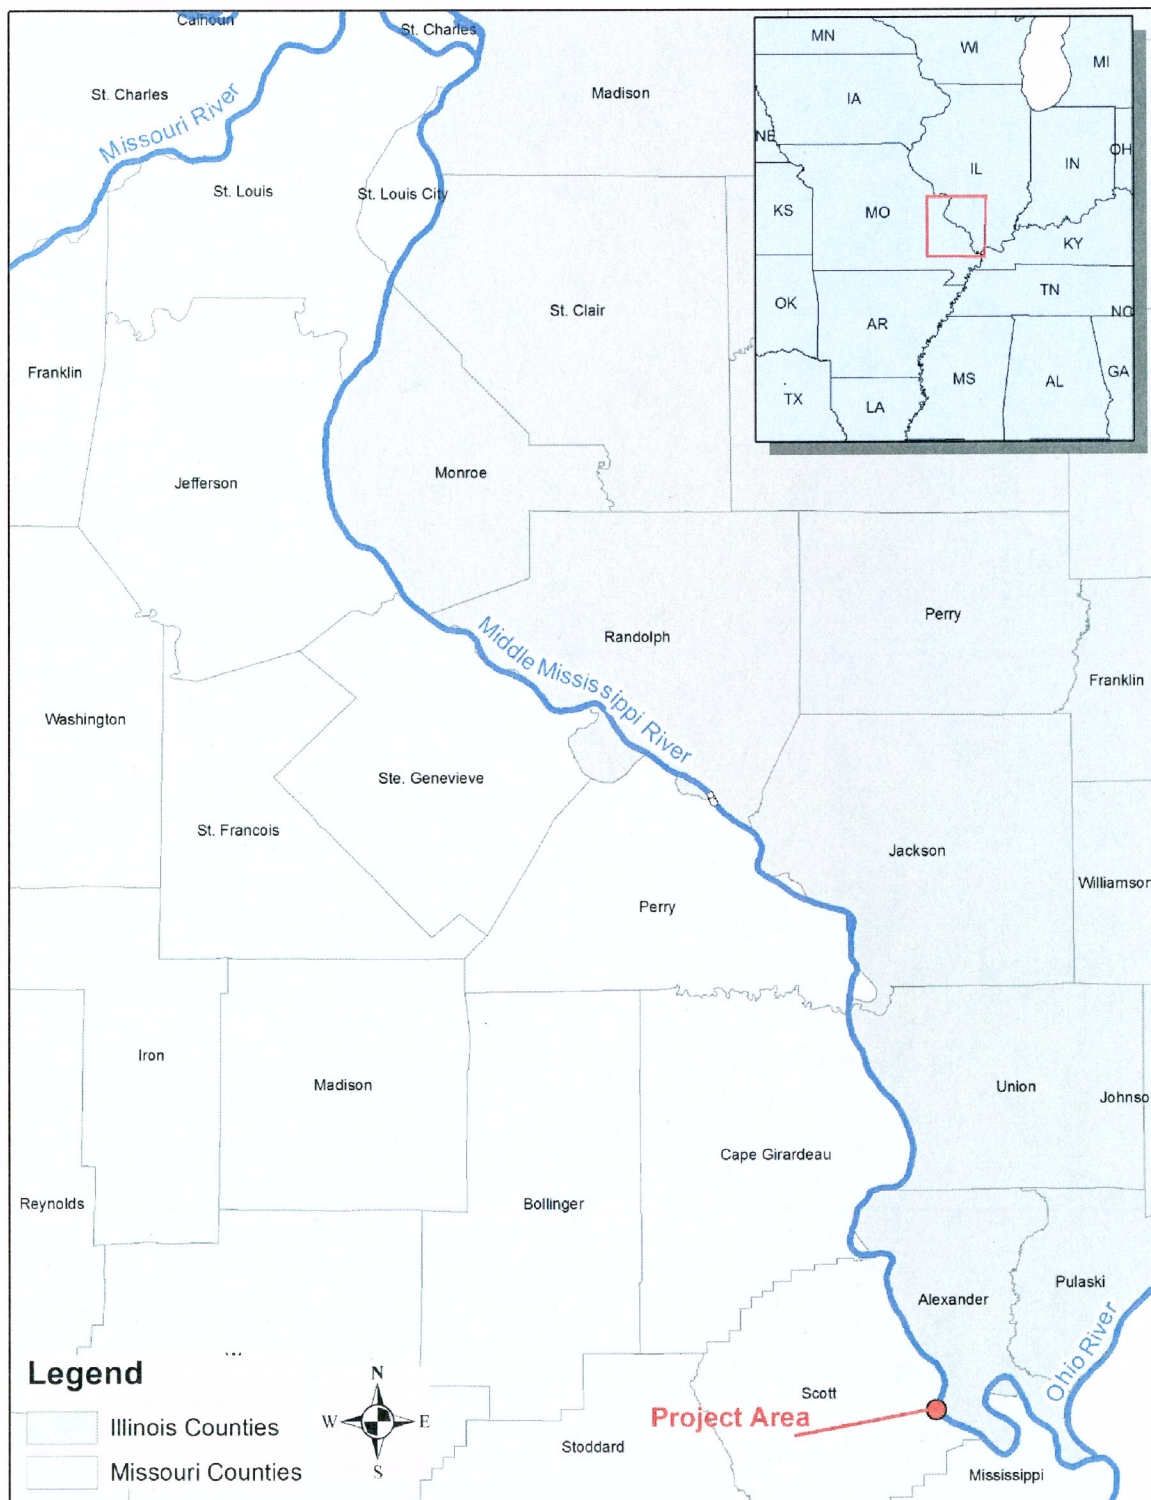 Calhoun
St. Charles
St. Charles
Missouri River
Madison
St. Louis
St. Louis City
St. Clair
Franklin
Jefferson
Monroe
MN
WI
MI
IA
NE
IL
IN
OH
KS
MO
KY
OK
TN
NC
AR
TX
LA
MS
AL
GA
Middle Mississippi River
Randolph
Perry
Franklin
Washington
Ste. Genevieve
St. Francois
Jackson
Williamson
Perry
Iron
Madison
Union
Johnso
Cape Girardeau
Reynolds
Bollinger
Alexander
Pulaski
Ohio River
Scott
Project Area
Stoddard
Mississippi
Legend
Illinois Counties
Missouri Counties
N
W
E
S